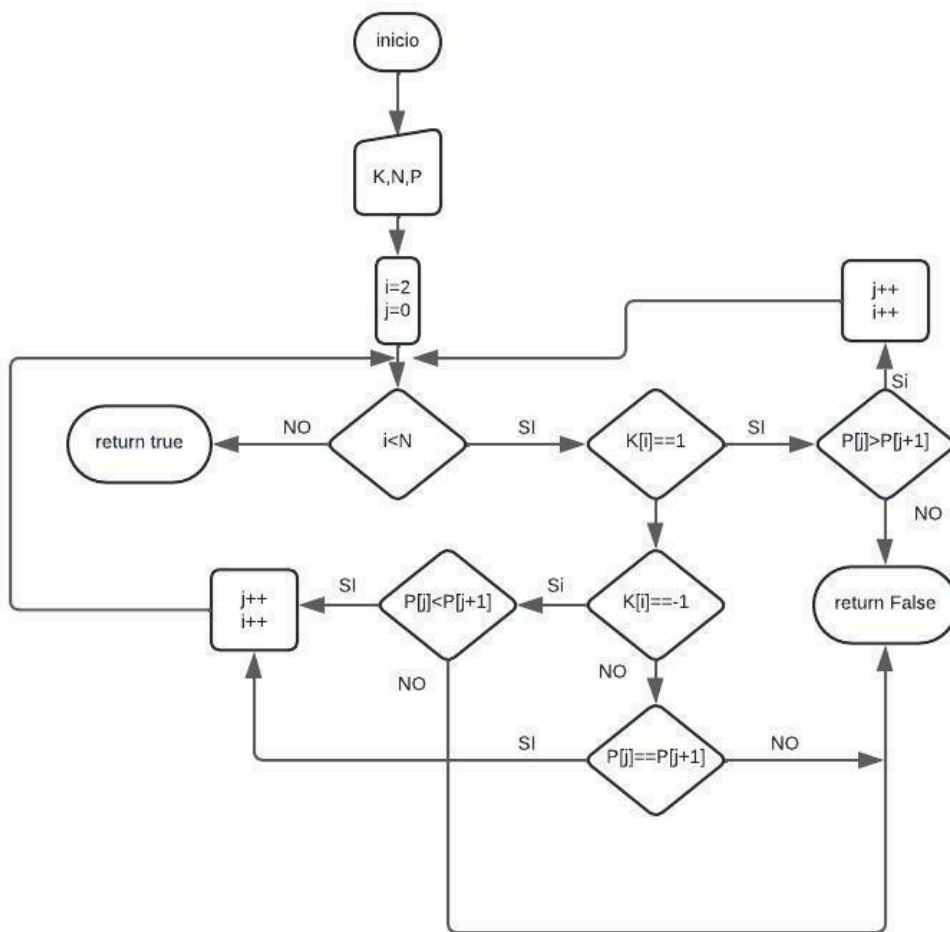 inicio
K,N,P
i=2
j=0
j++
i++
Si
return true
NO
i<N
SI
K[i]==1
SI
P[j]>P[j+1]
NO
j++
i++
SI
P[j]<P[j+1]
Si
K[i]==-1
return False
NO
NO
SI
P[j]==P[j+1]
NO